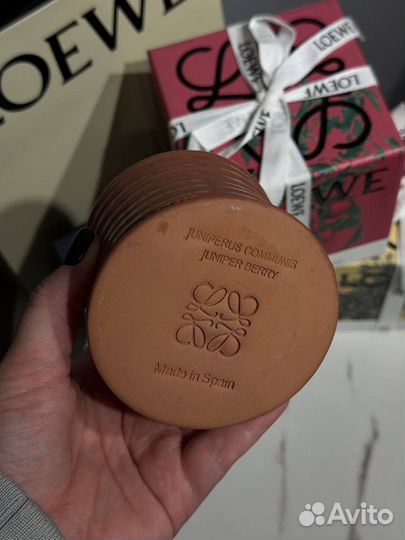 LOEWE
LOEWE
LOEWE
LOEWE
LOEWE
JUNIPERUS COMMUNIS
JUNIPER BERRY
Made in Spain
Avito